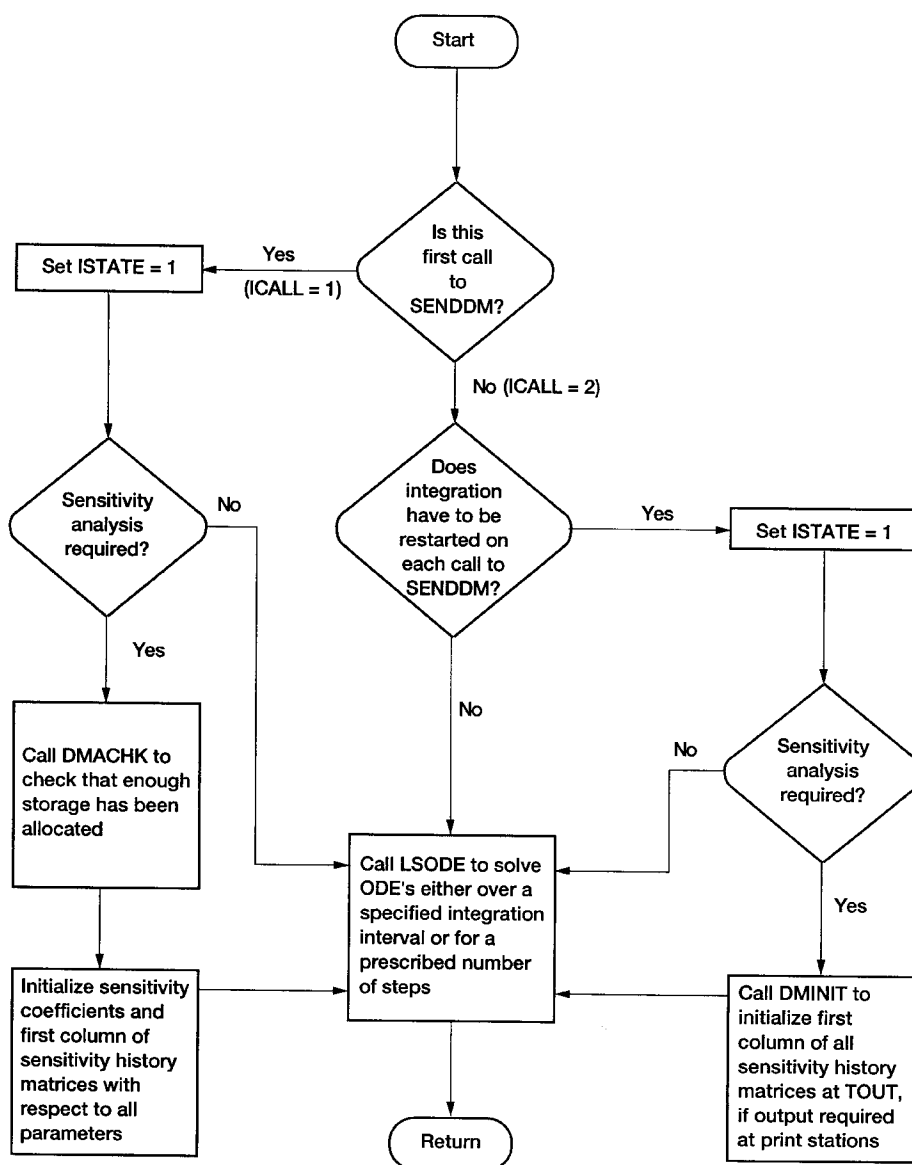 Start
Is this
first call
to
SENDDM?
Yes
(ICALL = 1)
Set ISTATE = 1
No (ICALL = 2)
Sensitivity
analysis
required?
No
Yes
Does
integration
have to be
restarted on
each call to
SENDDM?
Yes
Set ISTATE = 1
No
Call DMACHK to
check that enough
storage has been
allocated
No
Sensitivity
analysis
required?
Yes
Call LSODE to solve
ODE's either over a
specified integration
interval or for a
prescribed number
of steps
Initialize sensitivity
coefficients and
first column of
sensitivity history
matrices with
respect to all
parameters
Call DMINIT to
initialize first
column of all
sensitivity history
matrices at TOUT,
if output required
at print stations
Return